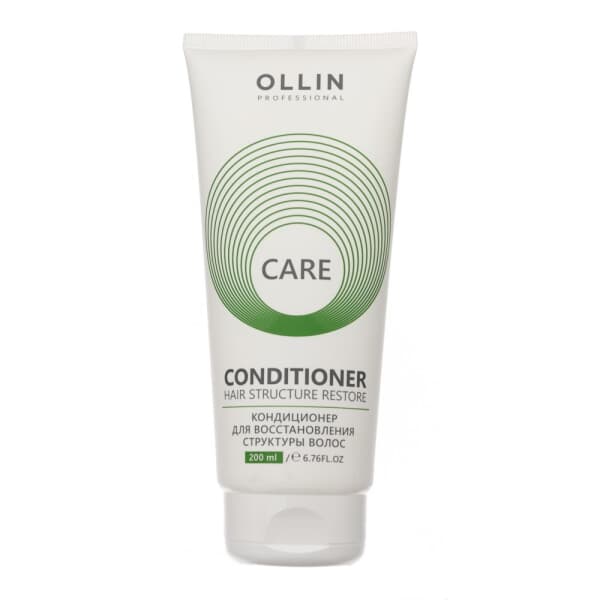 OLLIN
PROFESSIONAL
CARE
CONDITIONER
HAIR STRUCTURE RESTORE
КОНДИЦИОНЕР
ДЛЯ ВОССТАНОВЛЕНИЯ
СТРУКТУРЫ ВОЛОС
200 ml / ℮ 6.76FL.OZ